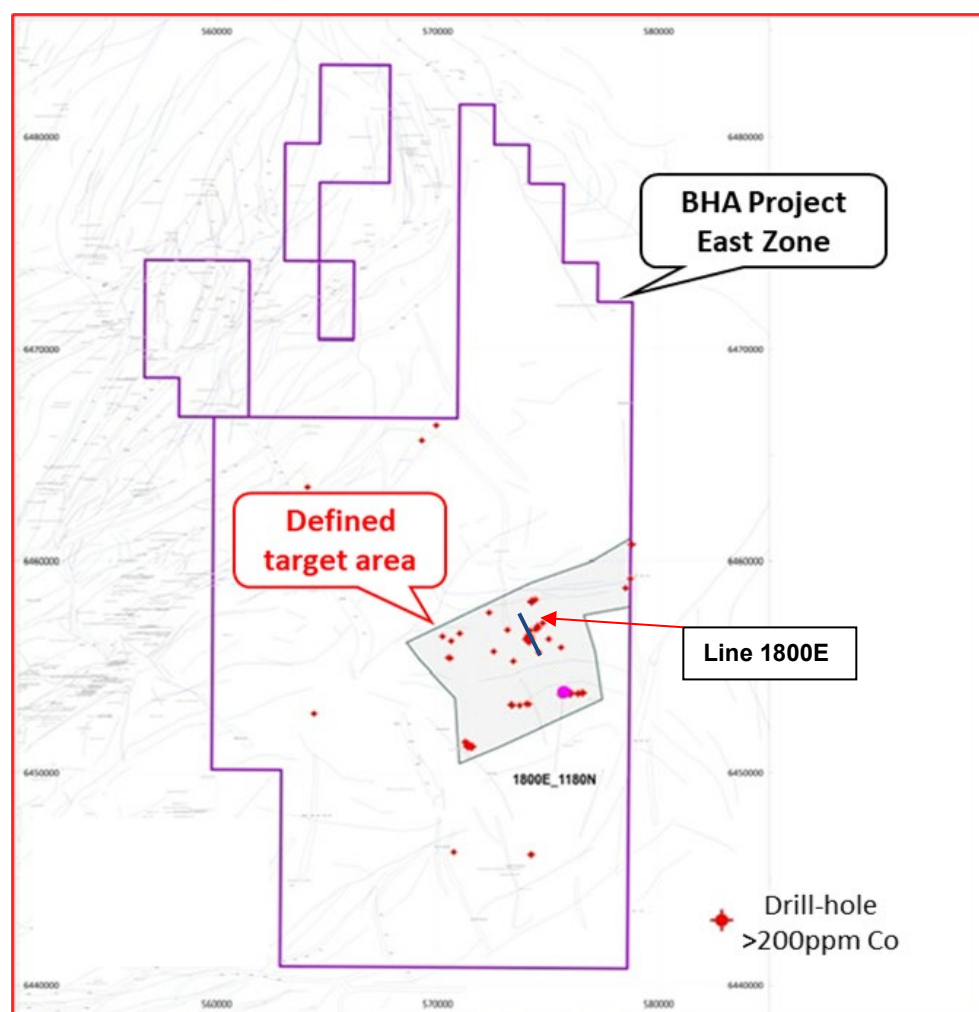 560000 570000 580000
6480000 6480000
BHA Project
East Zone
6470000 6470000
Defined
target area
6460000 6460000
Line 1800E
6450000 6450000
1800E_1180N
Drill-hole
>200ppm Co
6440000 6440000
560000 570000 580000